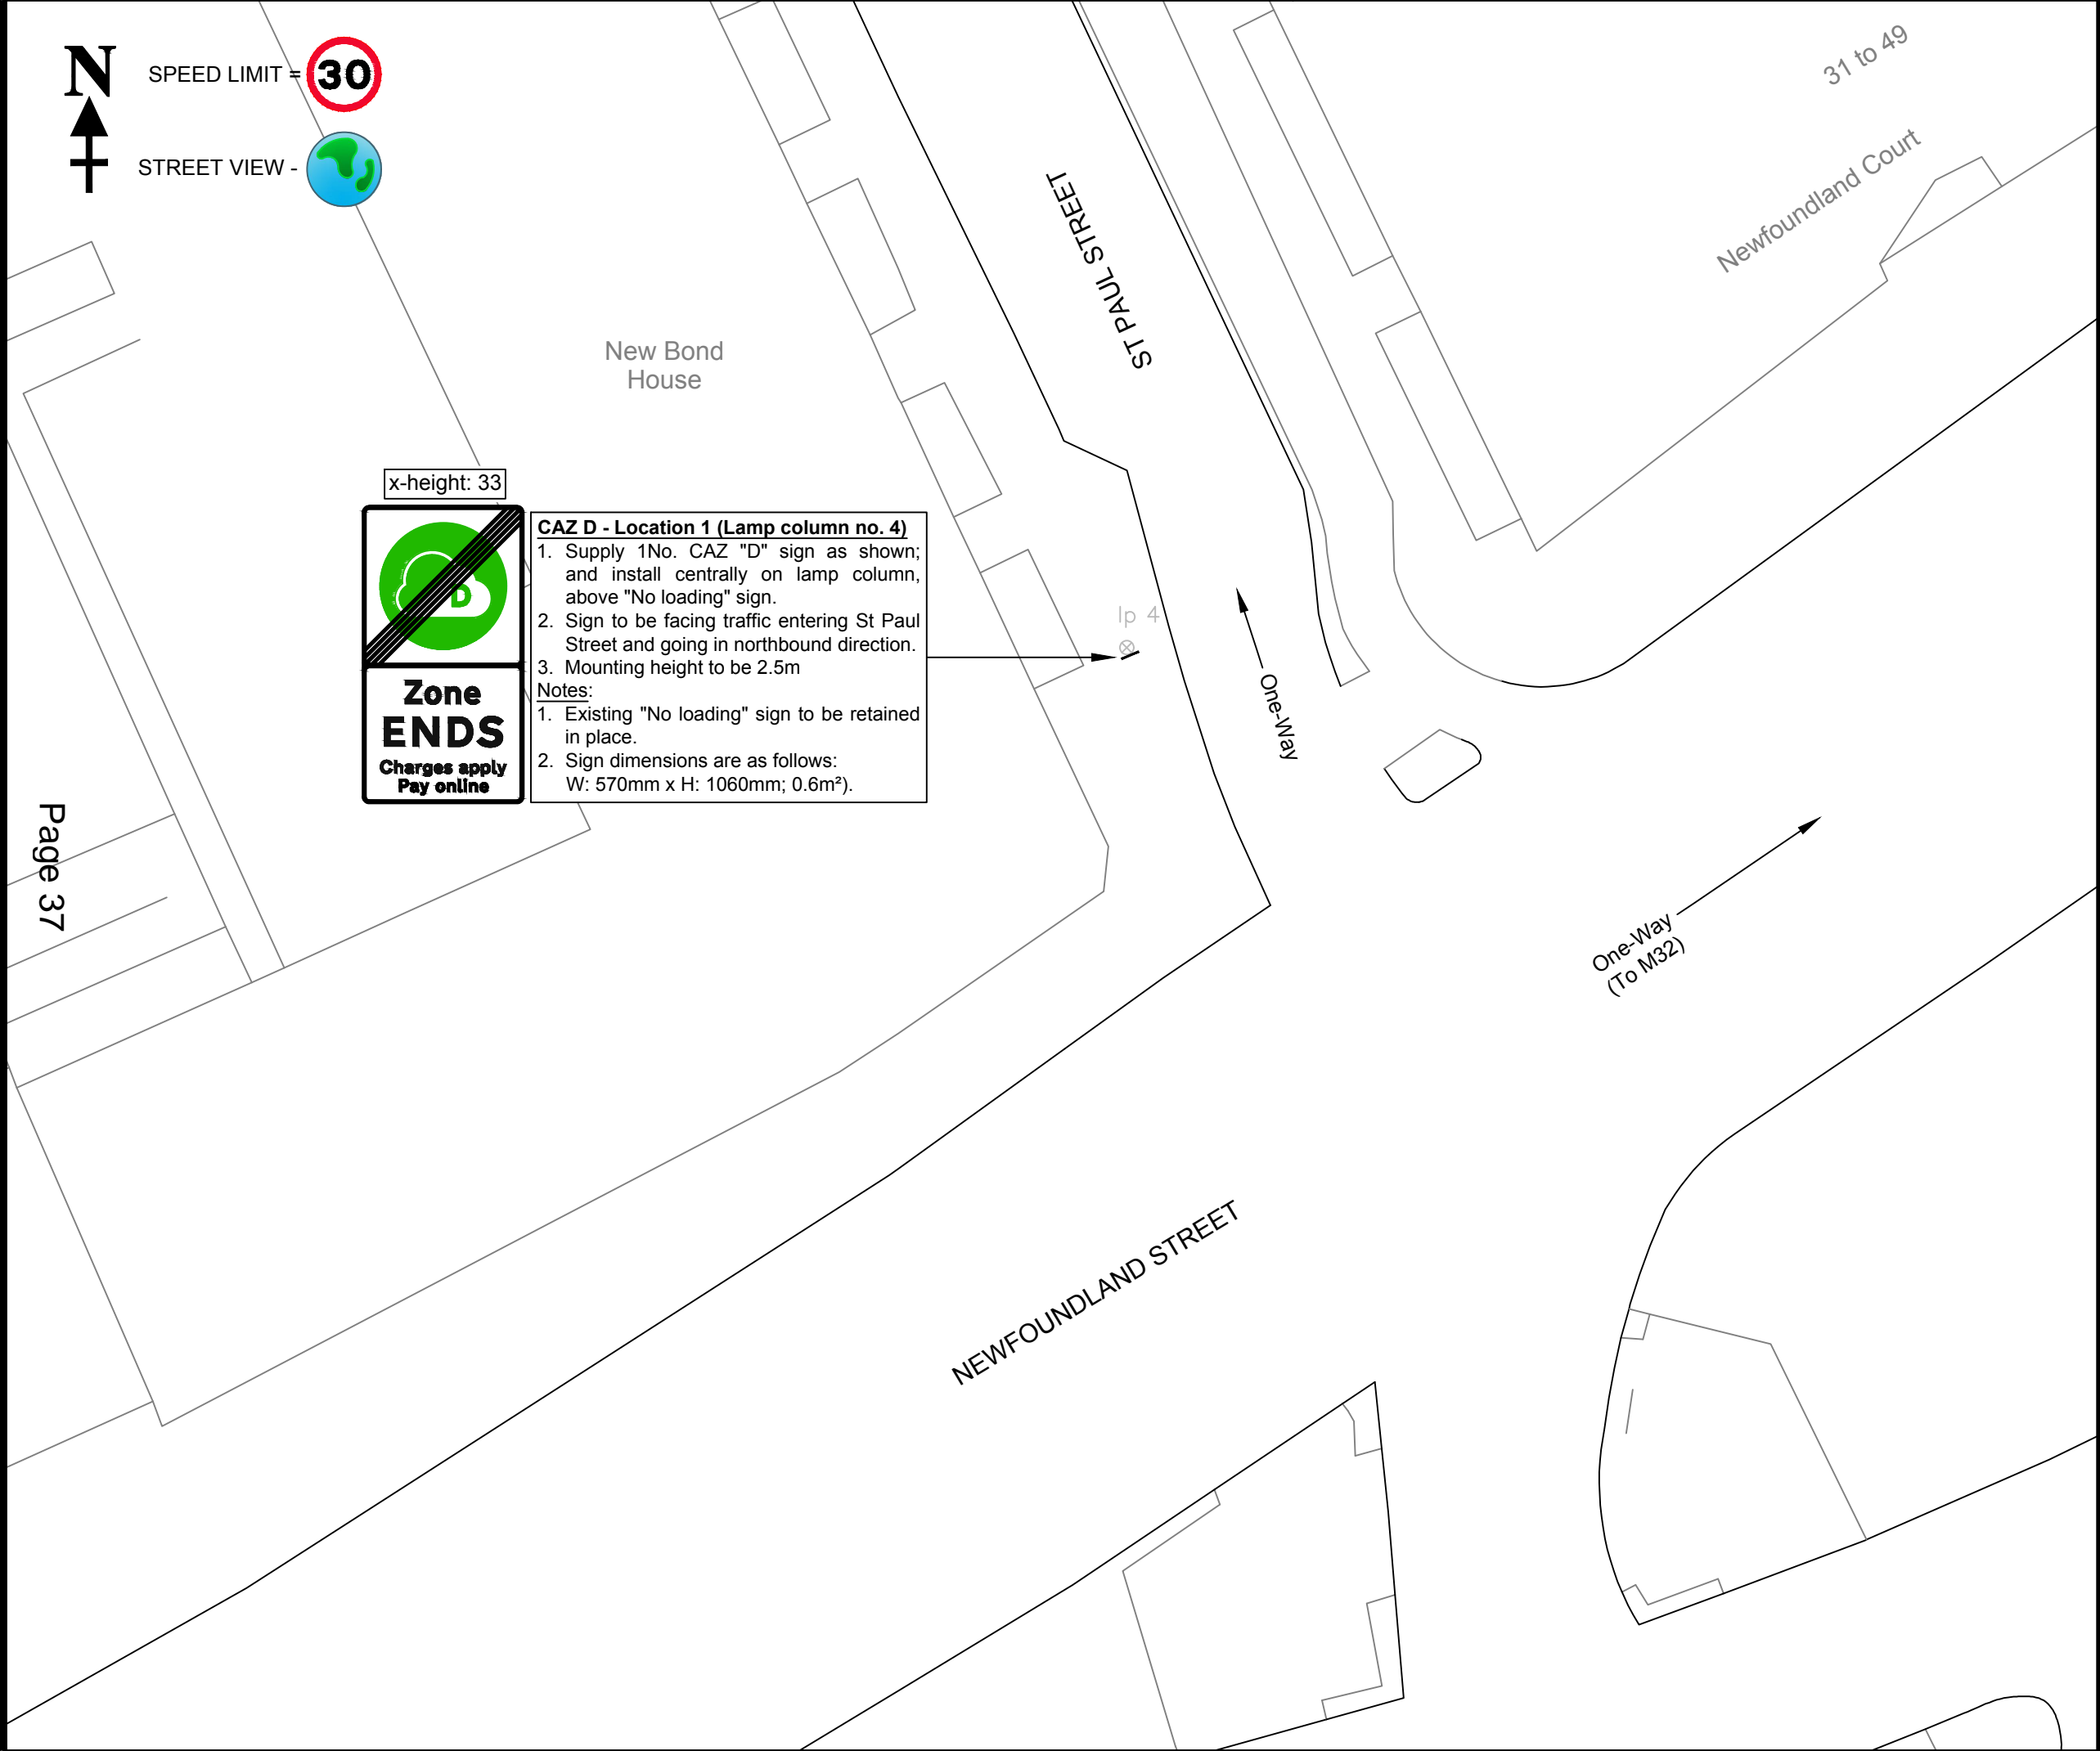 N
SPEED LIMIT = 30
STREET VIEW -
31 to 49
Newfoundland Court
ST PAUL STREET
New Bond
House
x-height: 33
D
Zone
ENDS
Charges apply
Pay online
CAZ D - Location 1 (Lamp column no. 4)
1. Supply 1No. CAZ "D" sign as shown;
and install centrally on lamp column,
above "No loading" sign.
2. Sign to be facing traffic entering St Paul
Street and going in northbound direction.
3. Mounting height to be 2.5m
Notes:
1. Existing "No loading" sign to be retained
in place.
2. Sign dimensions are as follows:
W: 570mm x H: 1060mm; 0.6m²).
lp 4
One-Way
One-Way
(To M32)
Page 37
NEWFOUNDLAND STREET